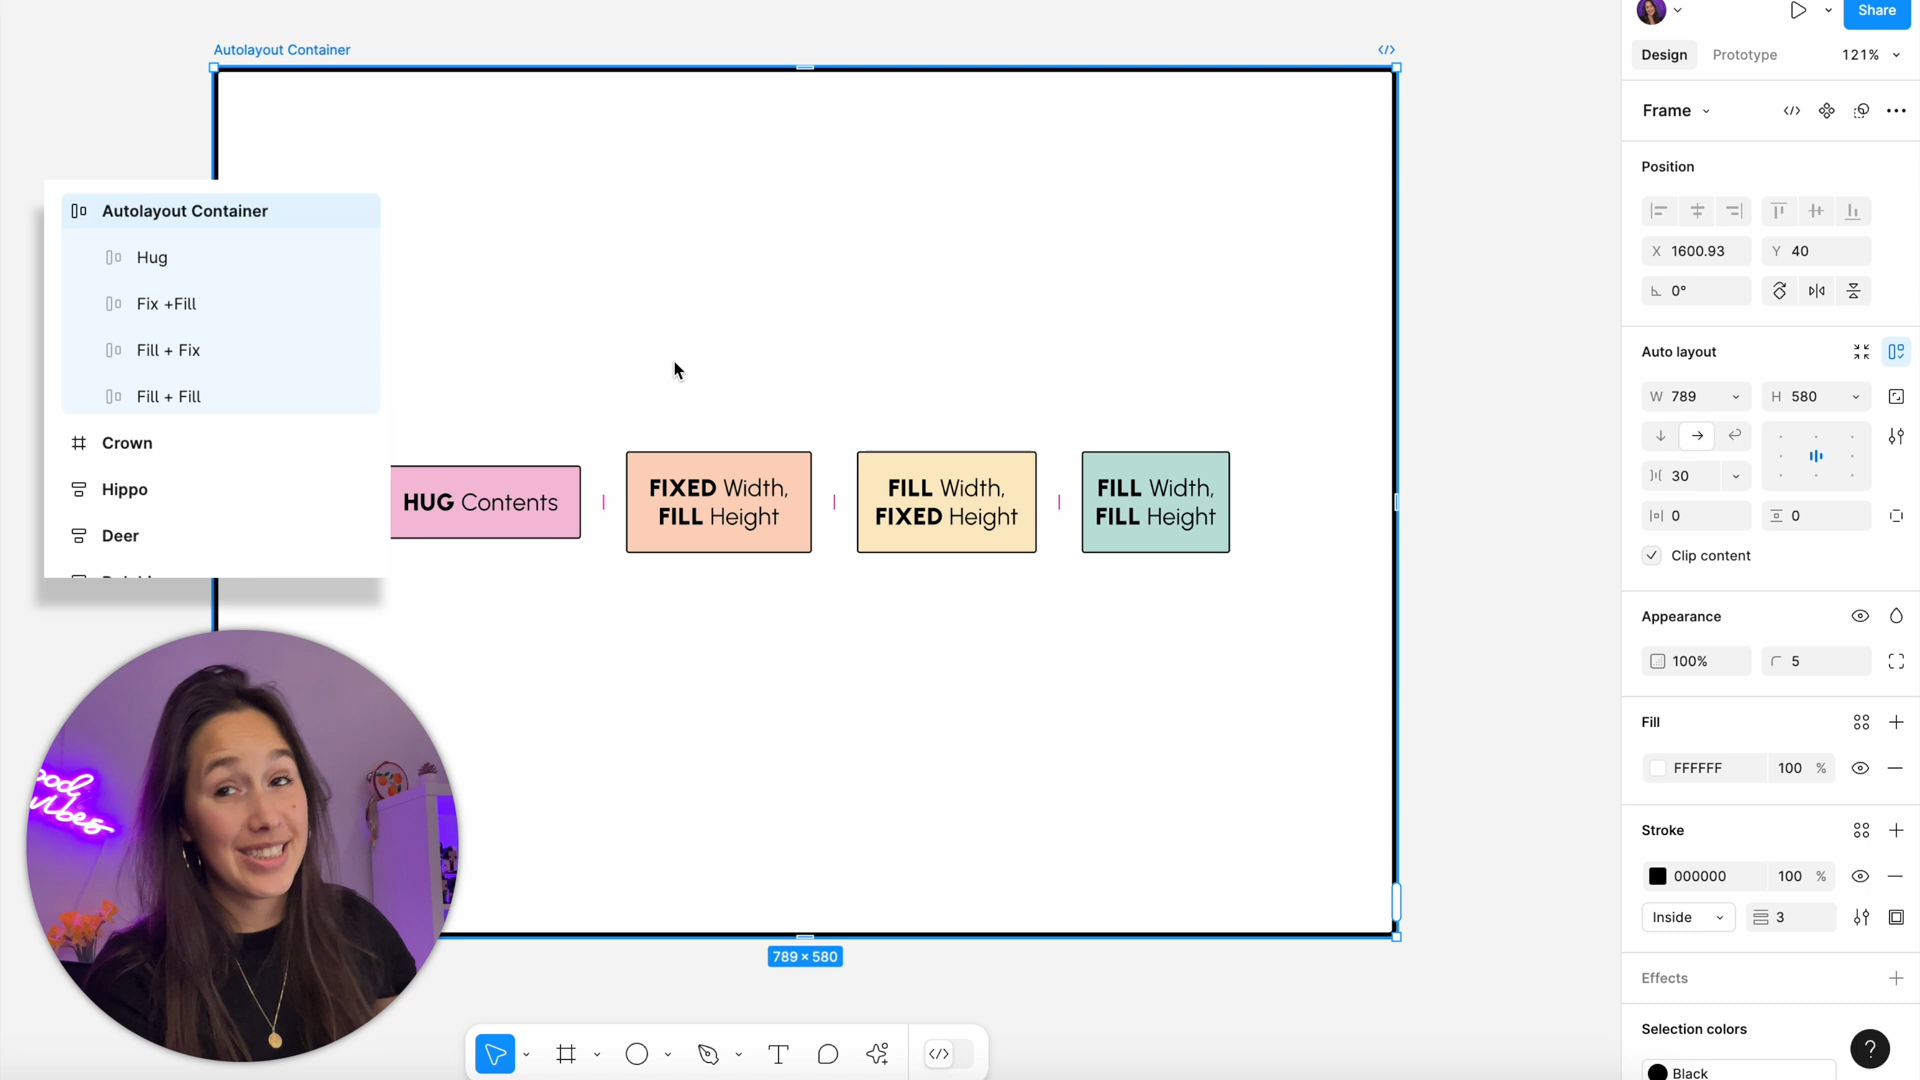 Share
Autolayout Container
Design
Prototype
121%
Frame
Position
Autolayout Container
Hug
X 1600.93
Y 40
0°
Fix +Fill
Fill + Fix
Auto layout
Fill + Fill
W 789
H 580
Crown
HUG Contents
FIXED Width,
FILL Height
FILL Width,
FIXED Height
FILL Width,
FILL Height
30
Hippo
0
0
Deer
Clip content
Appearance
100%
5
Fill
FFFFFF 100 %
Stroke
000000 100 %
Inside
3
789 × 580
Effects
Selection colors
Black
?
vibes